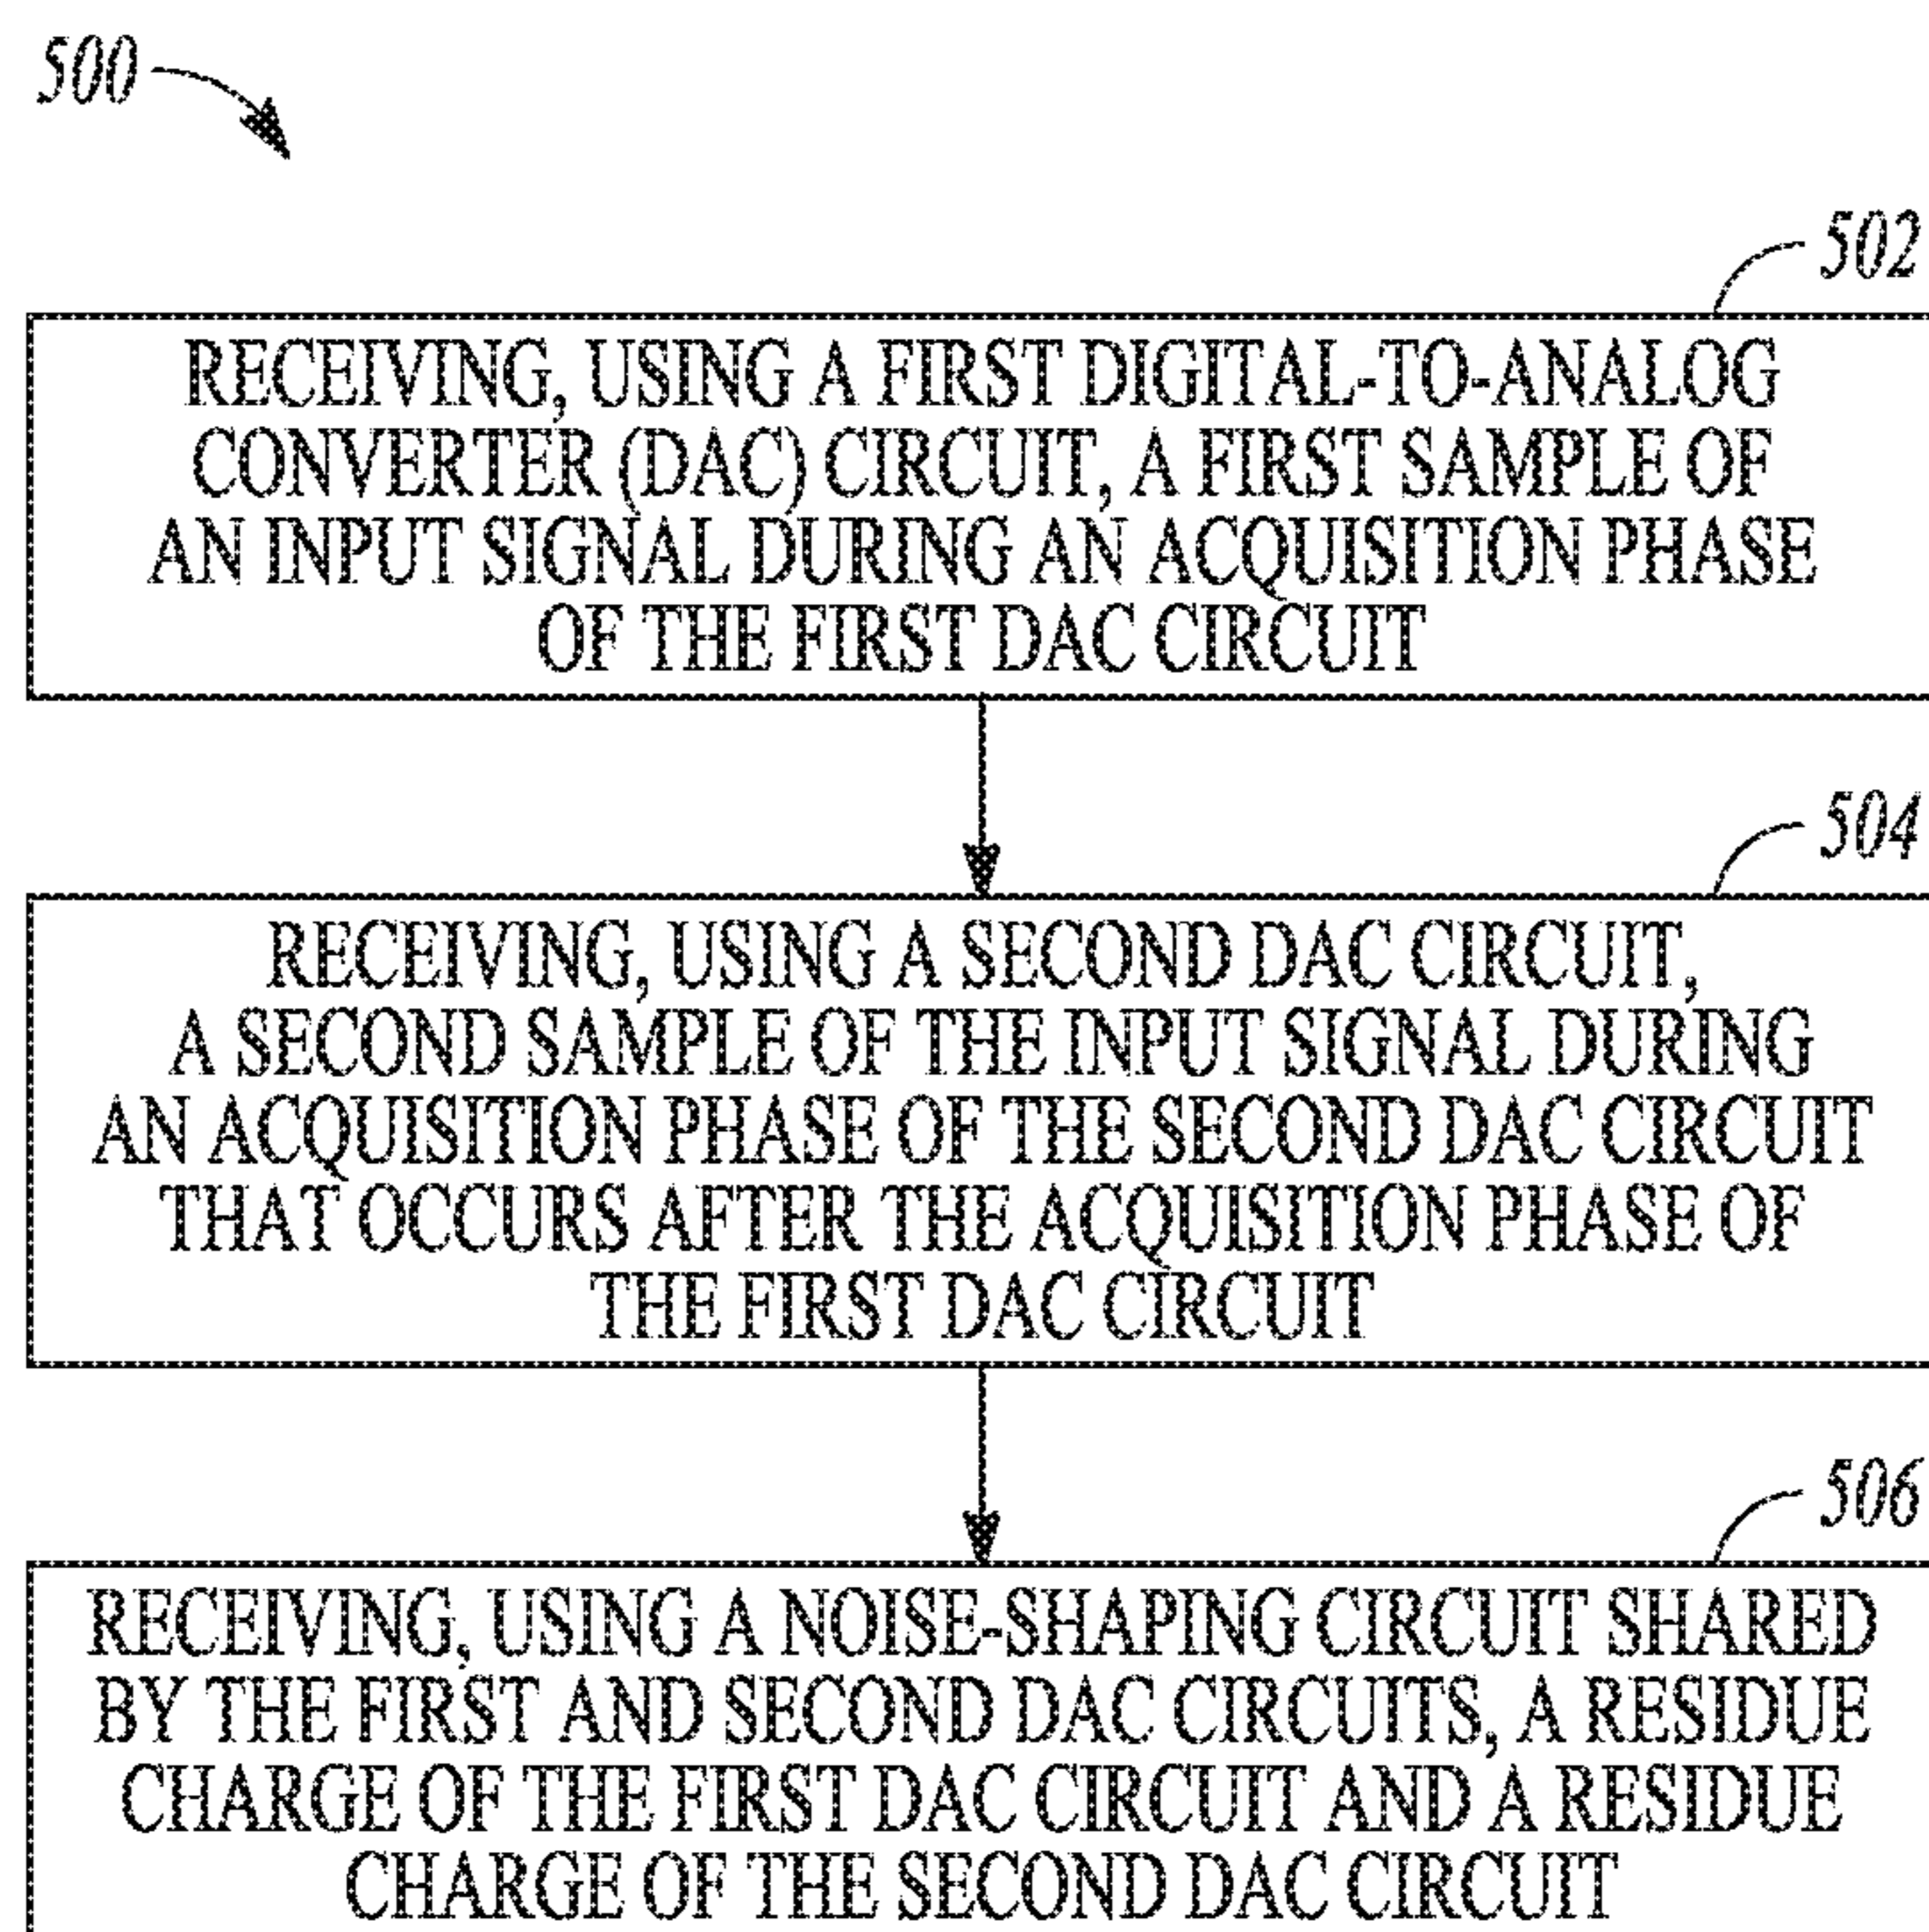 500
502
RECEIVING, USING A FIRST DIGITAL-TO-ANALOG
CONVERTER (DAC) CIRCUIT, A FIRST SAMPLE OF
AN INPUT SIGNAL DURING AN ACQUISITION PHASE
OF THE FIRST DAC CIRCUIT
504
RECEIVING, USING A SECOND DAC CIRCUIT,
A SECOND SAMPLE OF THE INPUT SIGNAL DURING
AN ACQUISITION PHASE OF THE SECOND DAC CIRCUIT
THAT OCCURS AFTER THE ACQUISITION PHASE OF
THE FIRST DAC CIRCUIT
506
RECEIVING, USING A NOISE-SHAPING CIRCUIT SHARED
BY THE FIRST AND SECOND DAC CIRCUITS, A RESIDUE
CHARGE OF THE FIRST DAC CIRCUIT AND A RESIDUE
CHARGE OF THE SECOND DAC CIRCUIT